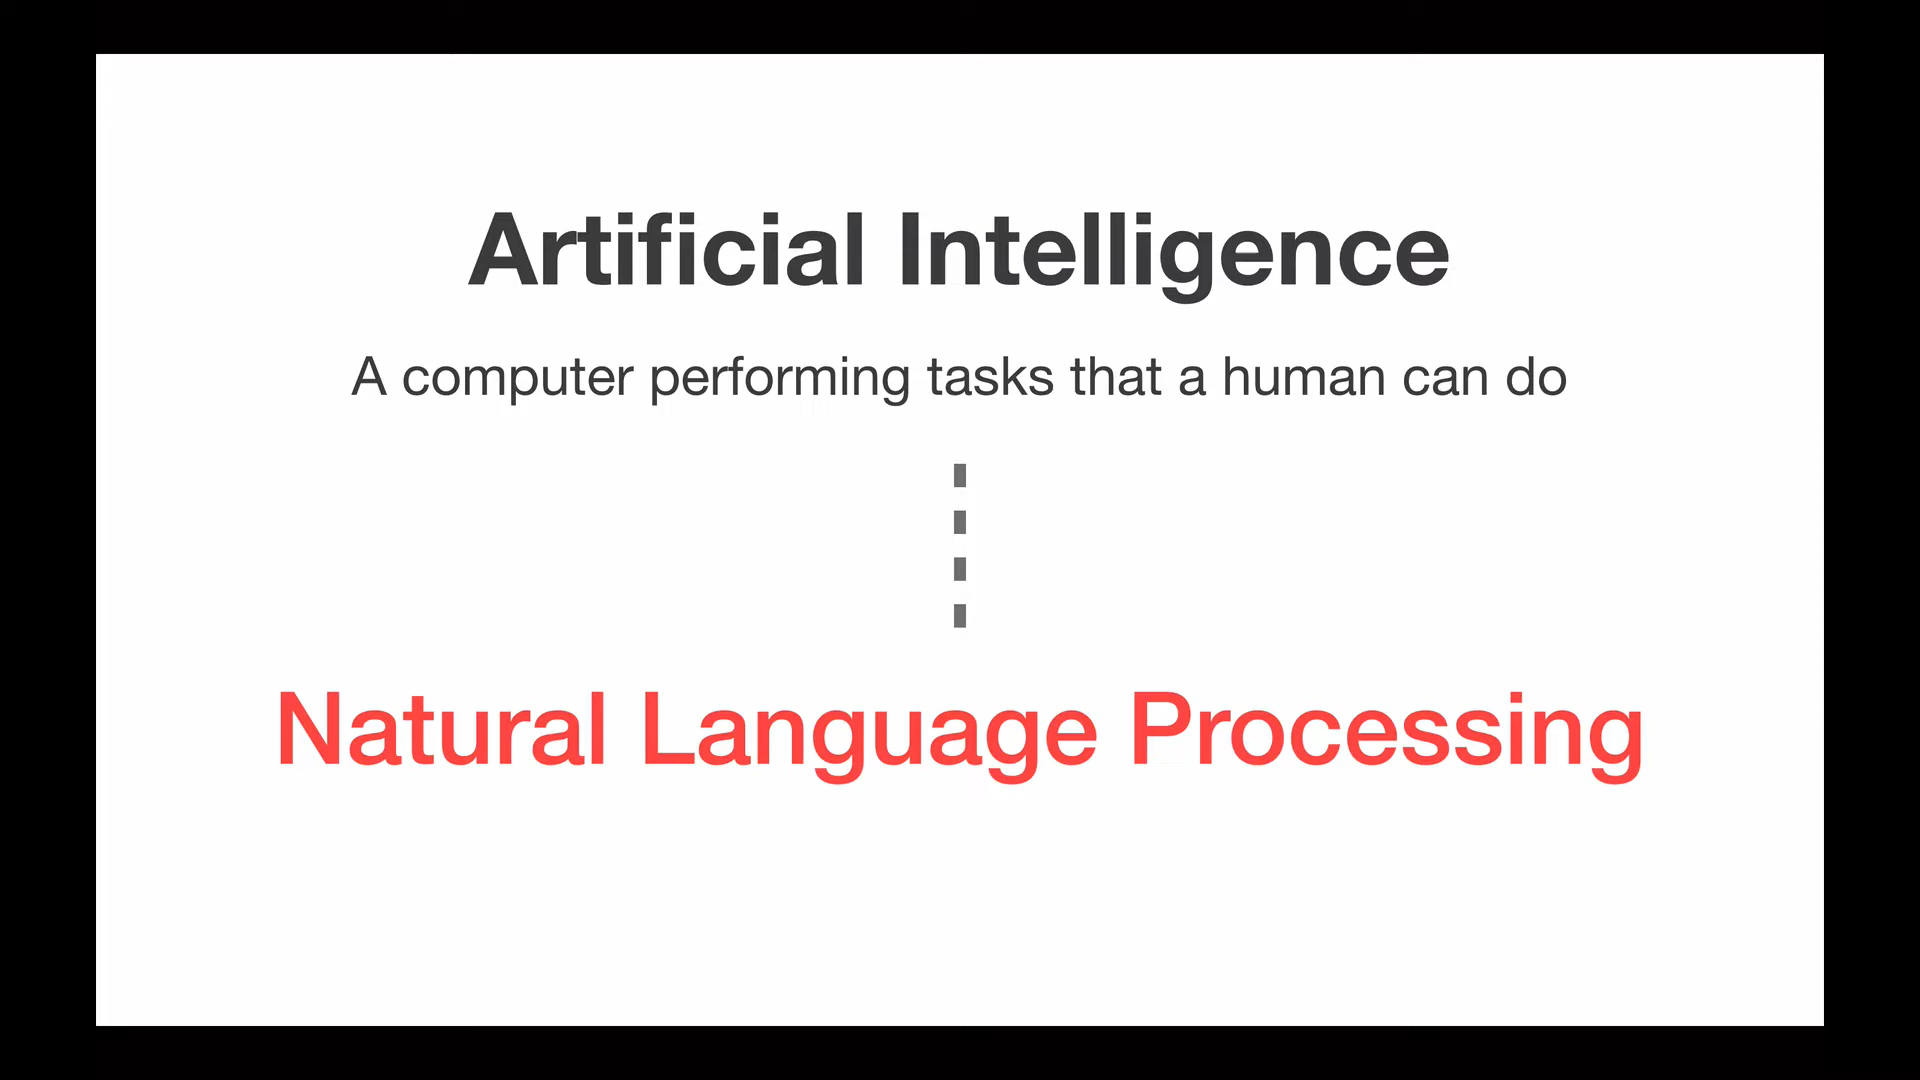 Artificial Intelligence
A computer performing tasks that a human can do
Natural Language Processing